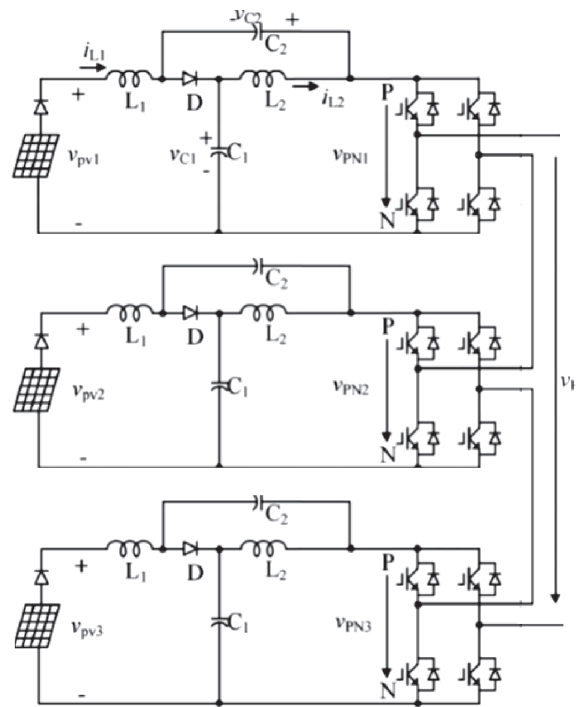 -vC2 +
C2
iL1
+ L1 D L2 iL2 P
vpv1 vC1 + C1 vPN1
-
- N
C2
+ L1 D L2 P
vpv2 C1 vPN2
- N
C2
+ L1 D L2 P
vpv3 C1 vPN3
- N